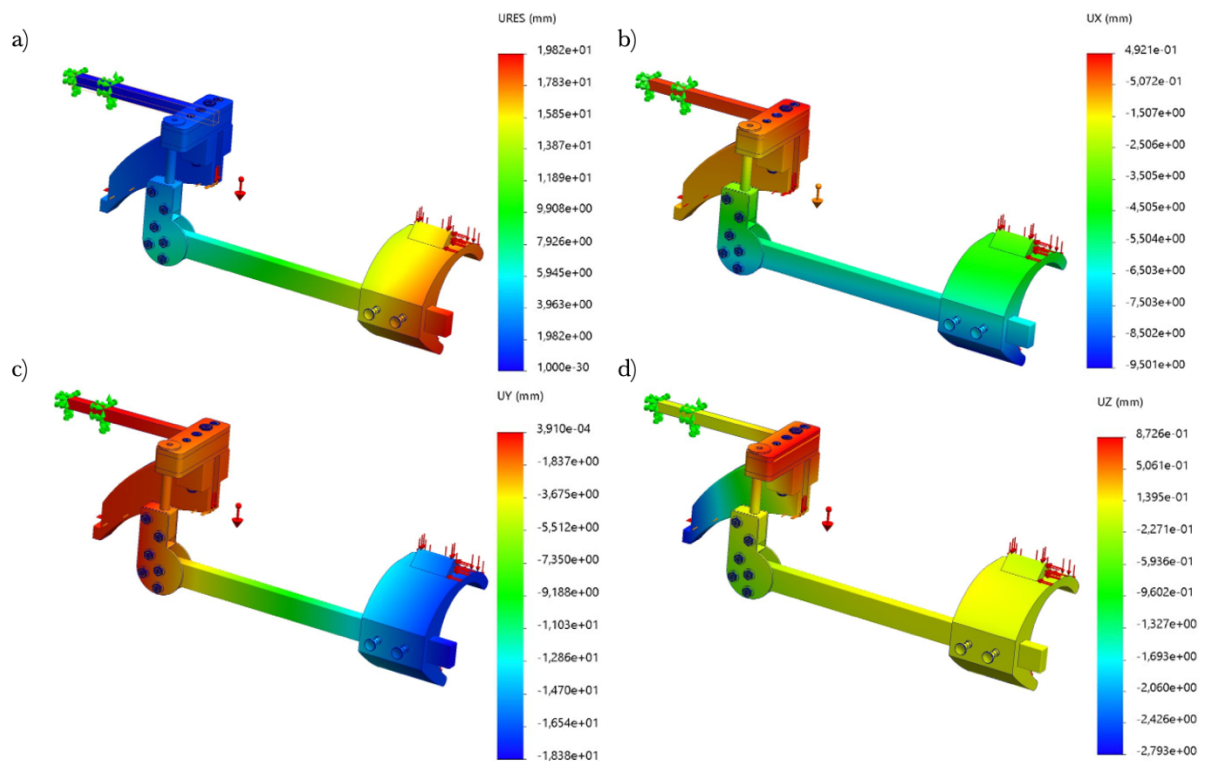 a)
URES (mm)
1,982e+01
1,783e+01
1,585e+01
1,387e+01
1,189e+01
9,908e+00
7,926e+00
5,945e+00
3,963e+00
1,982e+00
1,000e-30
b)
UX (mm)
4,921e-01
-5,072e-01
-1,507e+00
-2,506e+00
-3,505e+00
-4,505e+00
-5,504e+00
-6,503e+00
-7,503e+00
-8,502e+00
-9,501e+00
c)
UY (mm)
3,910e-04
-1,837e+00
-3,675e+00
-5,512e+00
-7,350e+00
-9,188e+00
-1,103e+01
-1,286e+01
-1,470e+01
-1,654e+01
-1,838e+01
d)
UZ (mm)
8,726e-01
5,061e-01
1,395e-01
-2,271e-01
-5,936e-01
-9,602e-01
-1,327e+00
-1,693e+00
-2,060e+00
-2,426e+00
-2,793e+00